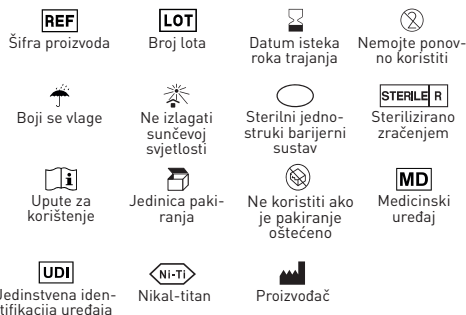 REF
LOT
2
Šifra proizvoda
Broj lota
Datum isteka
roka trajanja
Nemojte ponov-
no koristiti
STERILE R
Boji se vlage
Ne izlagati
sunčevoj
svjetlosti
Sterilni jedno-
struki barijerni
sustav
Sterilizirano
zračenjem
i
MD
Upute za
korištenje
Jedinica paki-
ranja
Ne koristiti ako
je pakiranje
oštećeno
Medicinski
uređaj
UDI
Ni-Ti
Jedinstvena iden-
tifikacija uređaja
Nikal-titan
Proizvođač